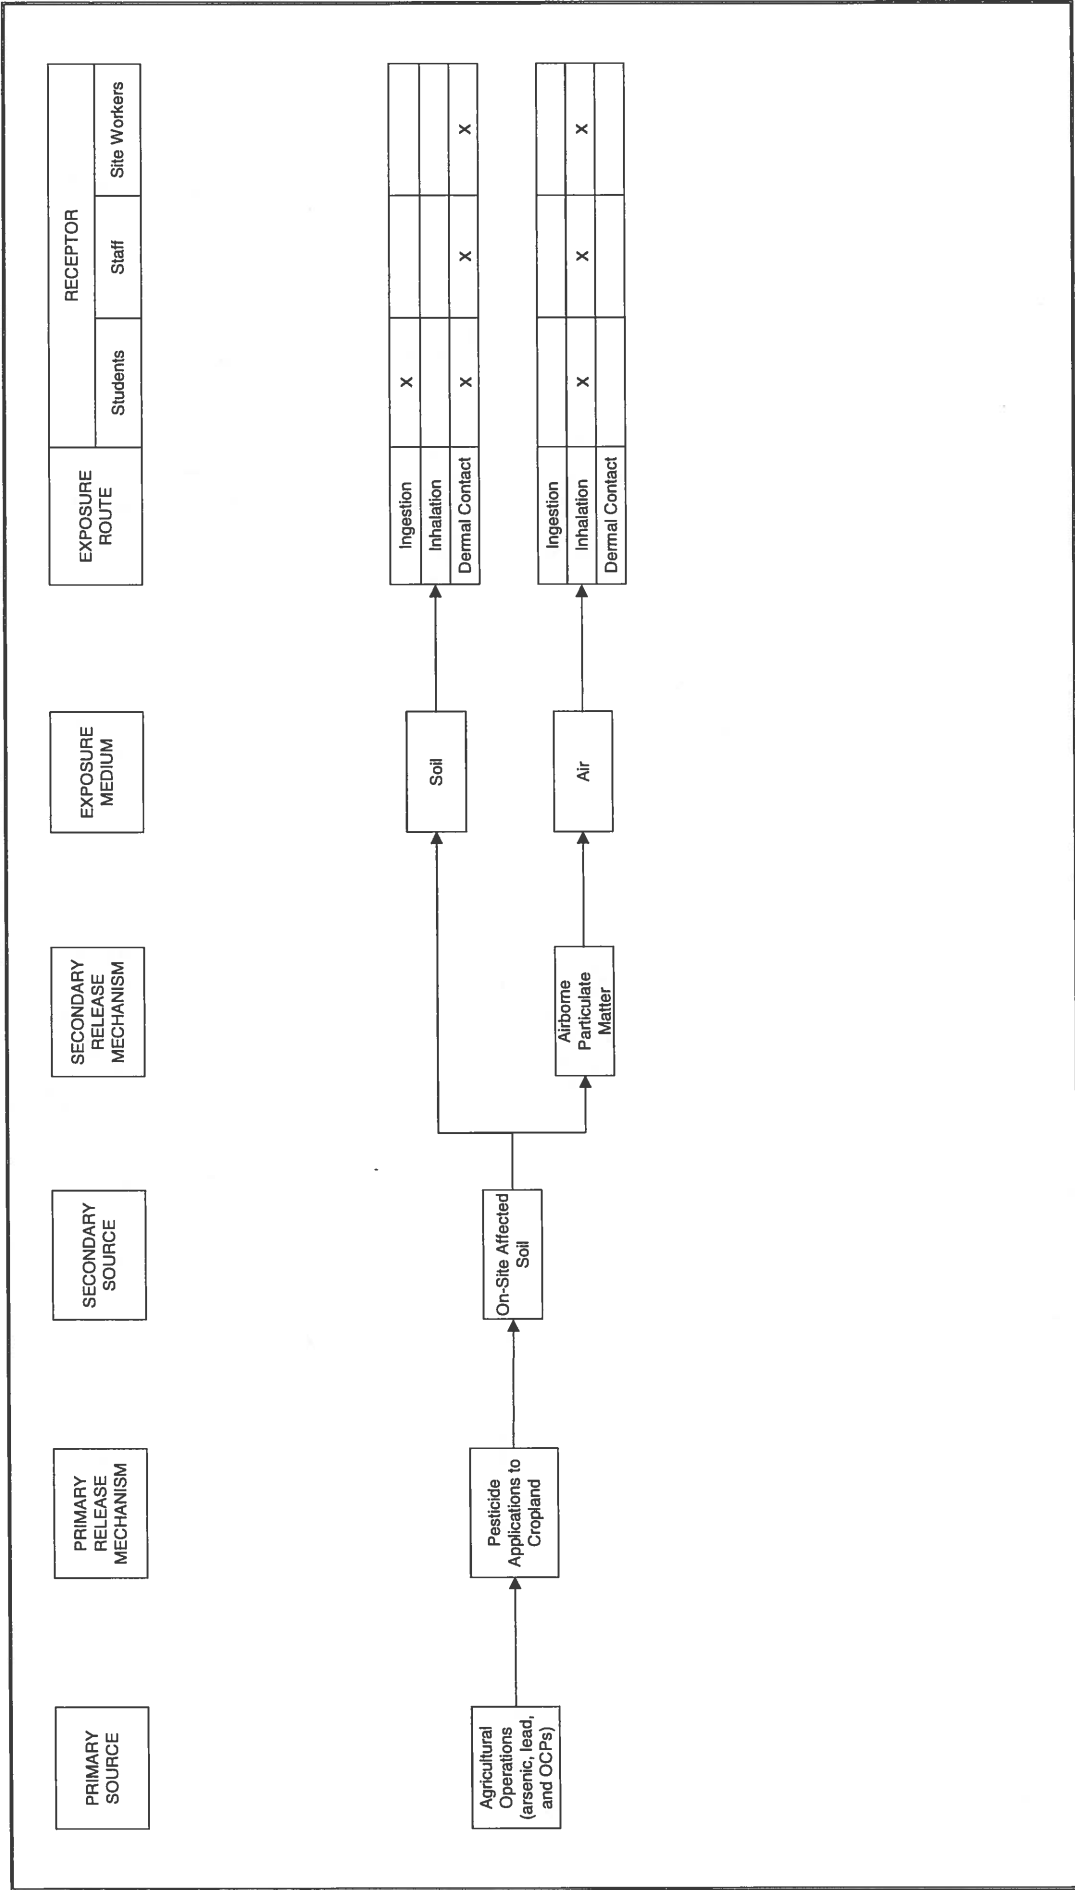 PRIMARY
SOURCE
PRIMARY
RELEASE
MECHANISM
SECONDARY
SOURCE
SECONDARY
RELEASE
MECHANISM
EXPOSURE
MEDIUM
EXPOSURE
ROUTE
RECEPTOR
Students
Staff
Site Workers
Agricultural
Operations
(arsenic, lead,
and OCPs)
Pesticide
Applications to
Cropland
On-Site Affected
Soil
Airborne
Particulate
Matter
Soil
Air
Ingestion X
Inhalation
Dermal Contact X X X
Ingestion
Inhalation X X X
Dermal Contact